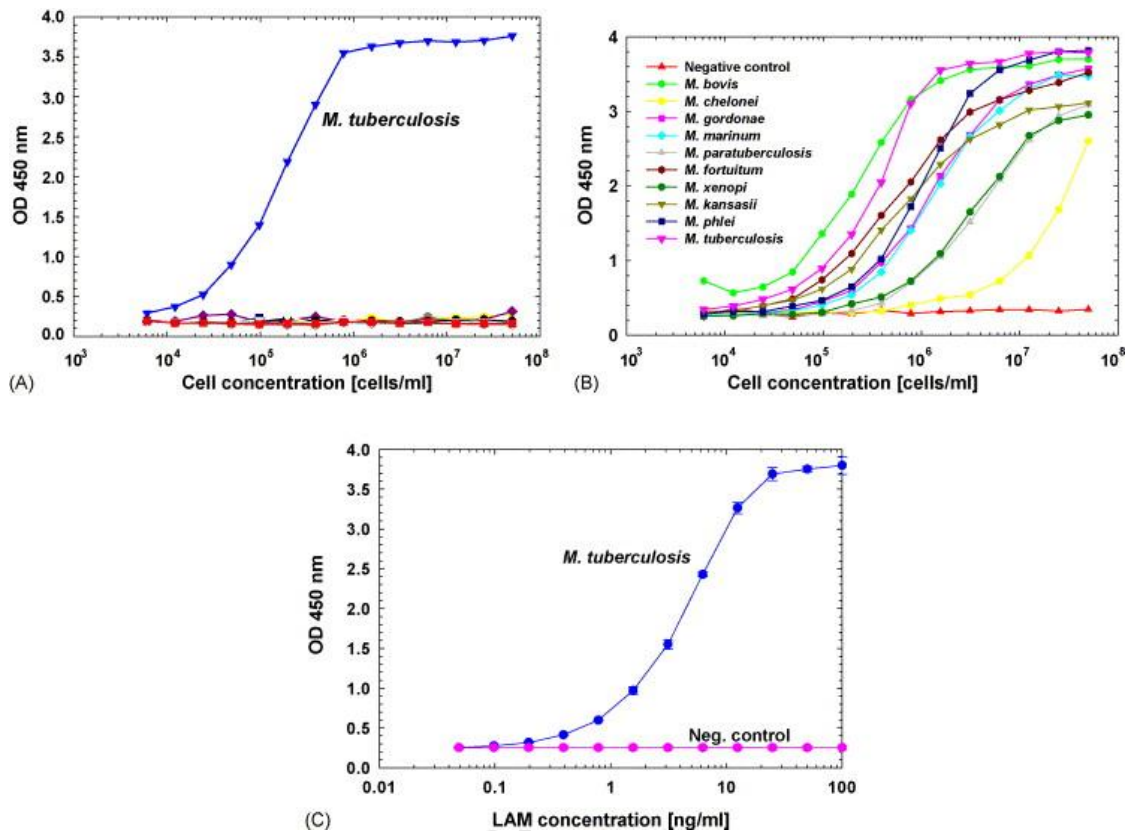 4.0
3.5
3.0
2.5
2.0
1.5
1.0
0.5
0.0
OD 450 nm
M. tuberculosis
10³ 10⁴ 10⁵ 10⁶ 10⁷ 10⁸
Cell concentration [cells/ml]
(A)
4
3
2
1
0
OD 450 nm
Negative control
M. bovis
M. chelonei
M. gordonae
M. marinum
M. paratuberculosis
M. fortuitum
M. xenopi
M. kansasii
M. phlei
M. tuberculosis
10³ 10⁴ 10⁵ 10⁶ 10⁷ 10⁸
Cell concentration [cells/ml]
(B)
4.0
3.5
3.0
2.5
2.0
1.5
1.0
0.5
0.0
OD 450 nm
M. tuberculosis
Neg. control
0.01 0.1 1 10 100
LAM concentration [ng/ml]
(C)